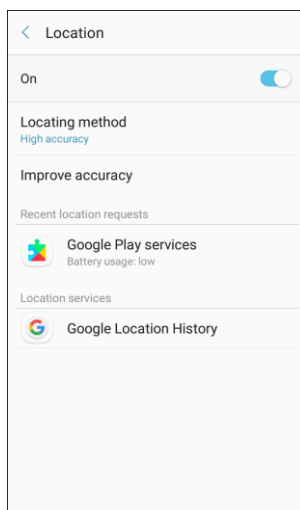 Location
On
Locating method
High accuracy
Improve accuracy
Recent location requests
Google Play services
Battery usage: low
Location services
Google Location History